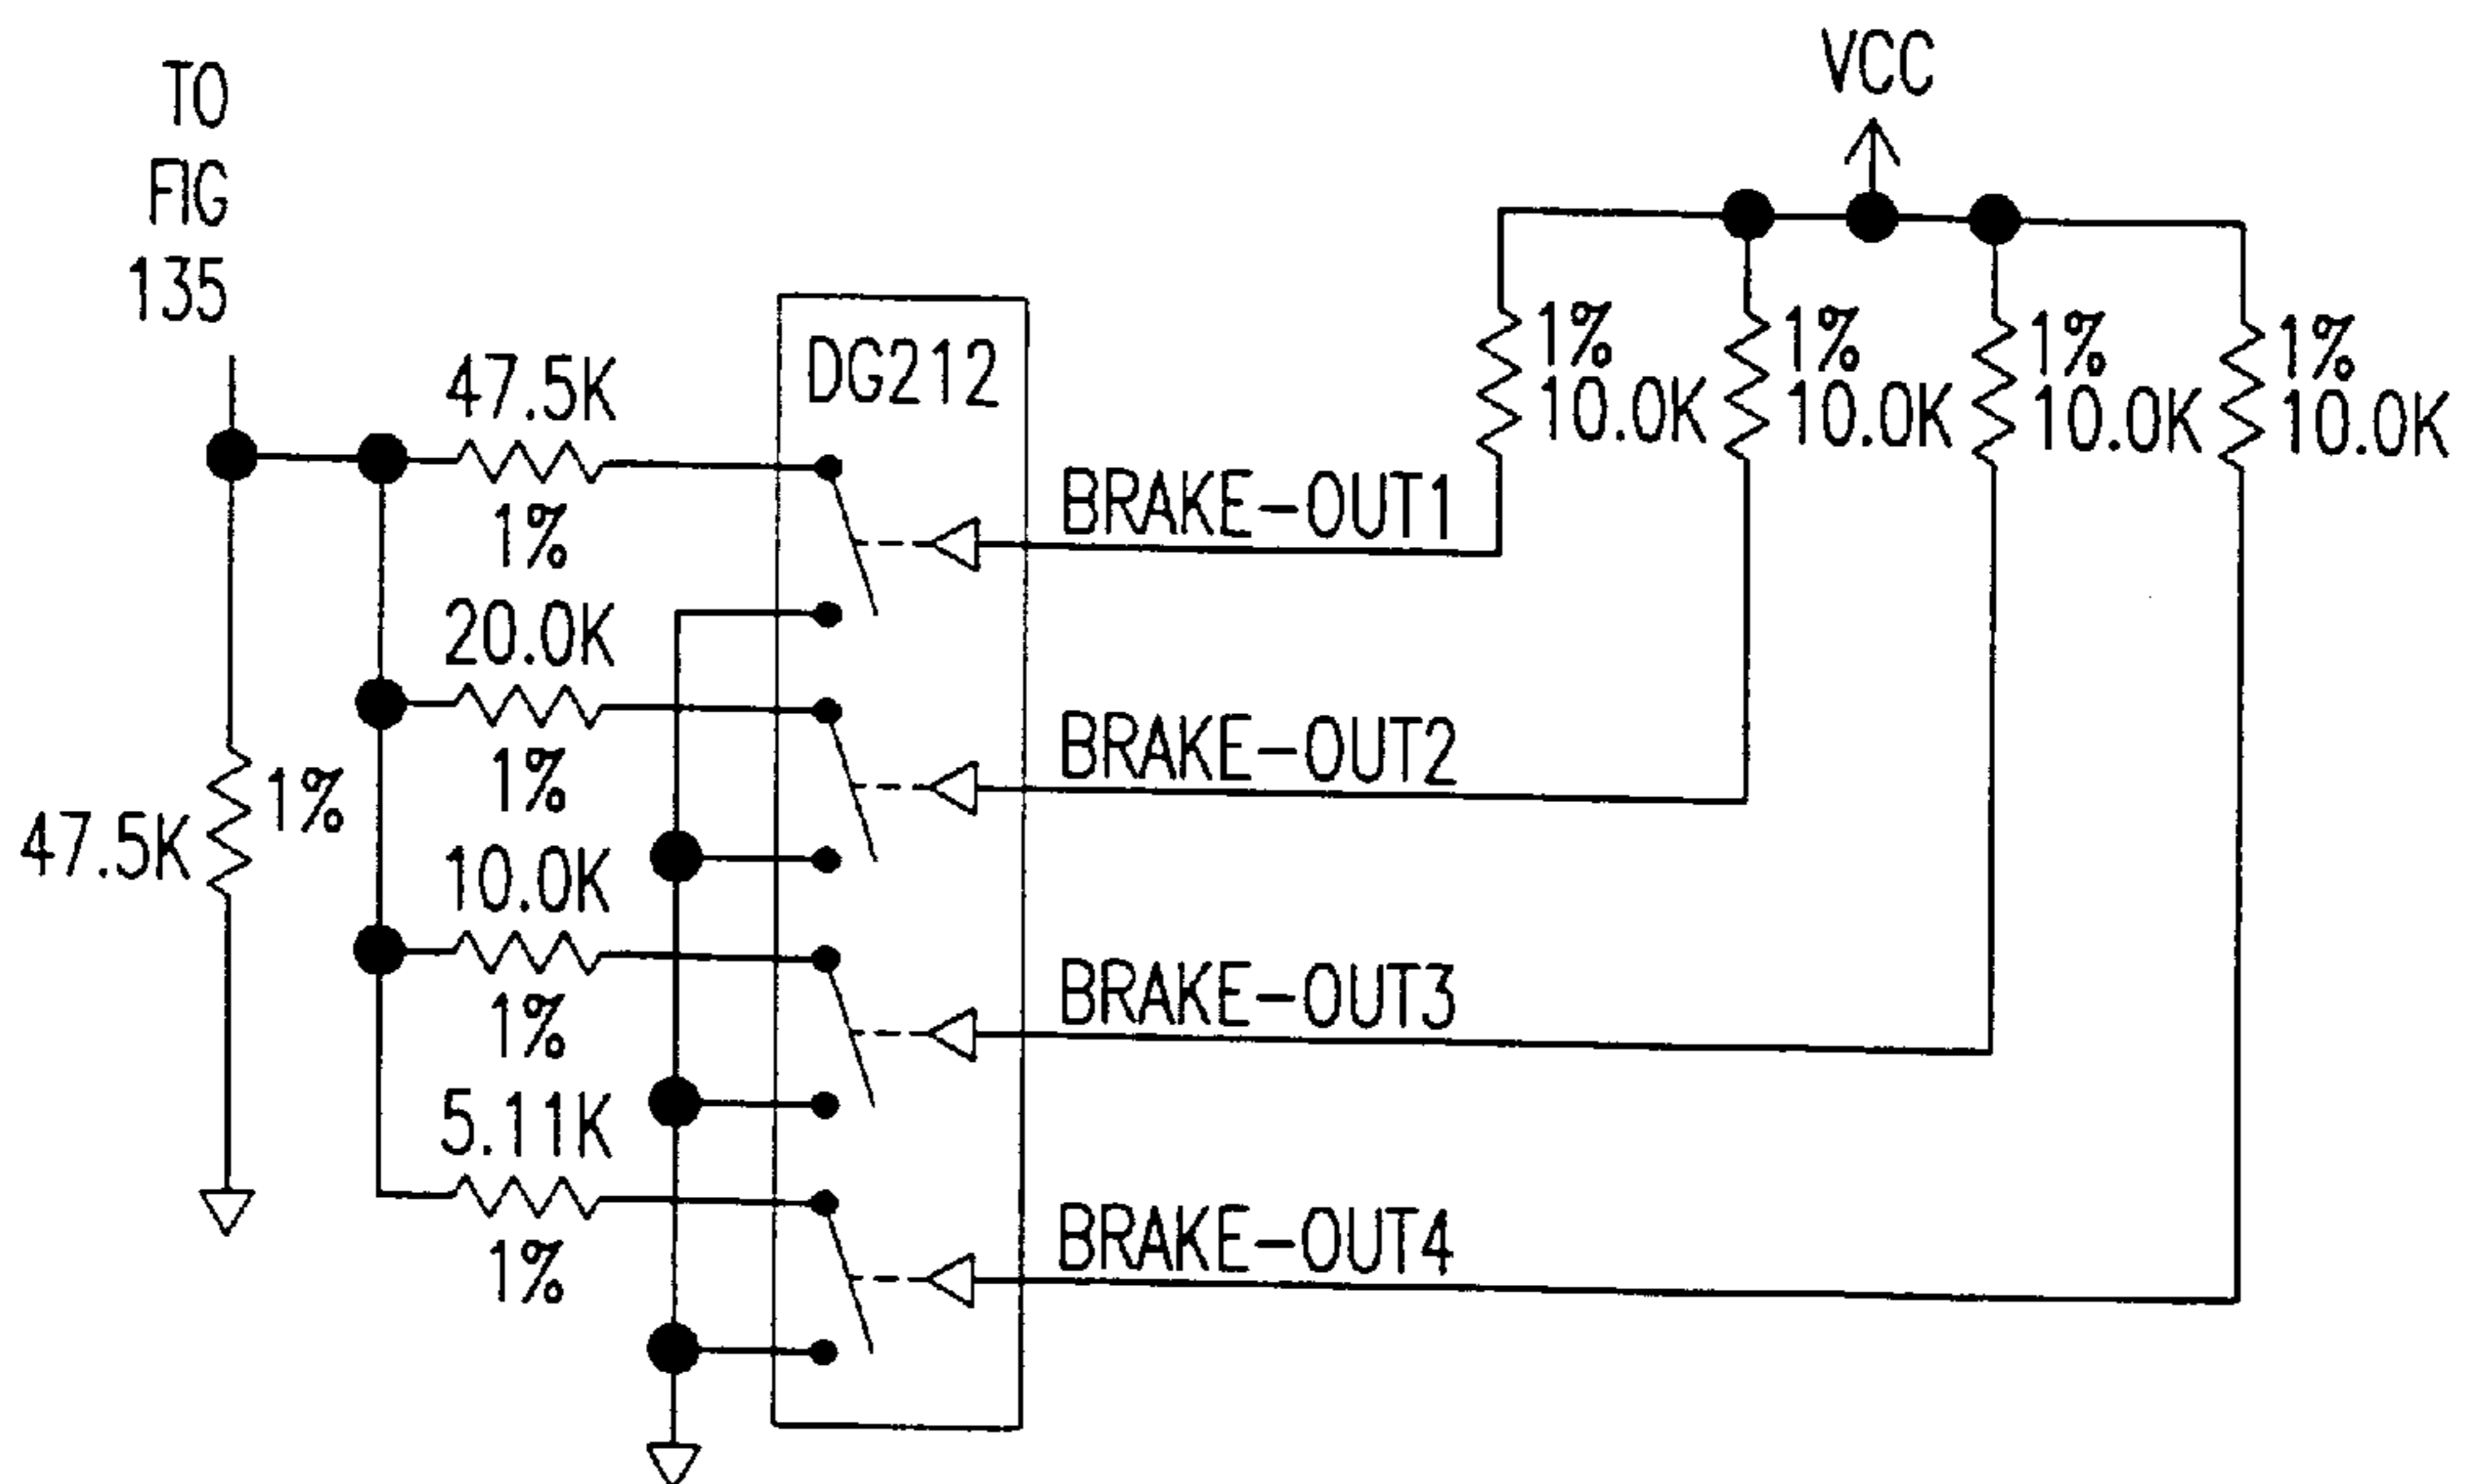 TO
FIG
135
VCC
DG212
47.5K
1%
20.0K
1%
10.0K
1%
5.11K
1%
47.5K
1%
BRAKE-OUT1
BRAKE-OUT2
BRAKE-OUT3
BRAKE-OUT4
1%
10.0K
1%
10.0K
1%
10.0K
1%
10.0K